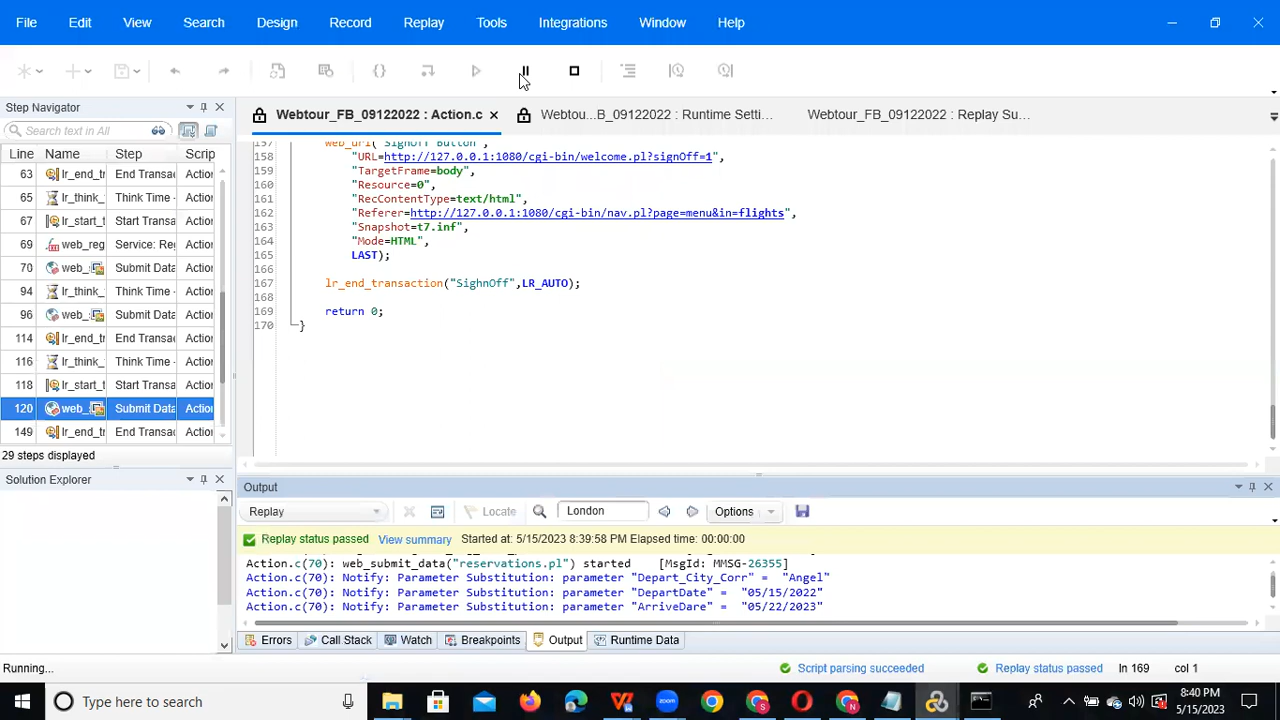 File Edit View Search Design Record Replay Tools Integrations Window Help
Step Navigator
Webtour_FB_09122022 : Action.c
Webtou...B_09122022 : Runtime Setti...
Webtour_FB_09122022 : Replay Su...
Search text in All
Line Name Step Scrip
63 lr_end_tr End Transac Action
65 lr_think_ Think Time - Action
67 lr_start_t Start Transa Action
69 web_reg Service: Reg Action
70 web_ Submit Data Action
94 lr_think_ Think Time - Action
96 web_ Submit Data Action
114 lr_end_tr End Transac Action
116 lr_think_ Think Time - Action
118 lr_start_t Start Transa Action
120 web_ Submit Data Action
149 lr_end_tr End Transac Action
29 steps displayed
157 web_url("SignOff Button",
158 "URL=http://127.0.0.1:1080/cgi-bin/welcome.pl?signOff=1",
159 "TargetFrame=body",
160 "Resource=0",
161 "RecContentType=text/html",
162 "Referer=http://127.0.0.1:1080/cgi-bin/nav.pl?page=menu&in=flights",
163 "Snapshot=t7.inf",
164 "Mode=HTML",
165 LAST);
166
167 lr_end_transaction("SighnOff",LR_AUTO);
168
169 return 0;
170 }
Solution Explorer
Output
Replay Locate London Options
Replay status passed View summary Started at: 5/15/2023 8:39:58 PM Elapsed time: 00:00:00
Action.c(70): web_submit_data("reservations.pl") started [MsgId: MMSG-26355]
Action.c(70): Notify: Parameter Substitution: parameter "Depart_City_Corr" = "Angel"
Action.c(70): Notify: Parameter Substitution: parameter "DepartDate" = "05/15/2022"
Action.c(70): Notify: Parameter Substitution: parameter "ArriveDare" = "05/22/2023"
Errors Call Stack Watch Breakpoints Output Runtime Data
Running... Script parsing succeeded Replay status passed ln 169 col 1
Type here to search
8:40 PM
5/15/2023